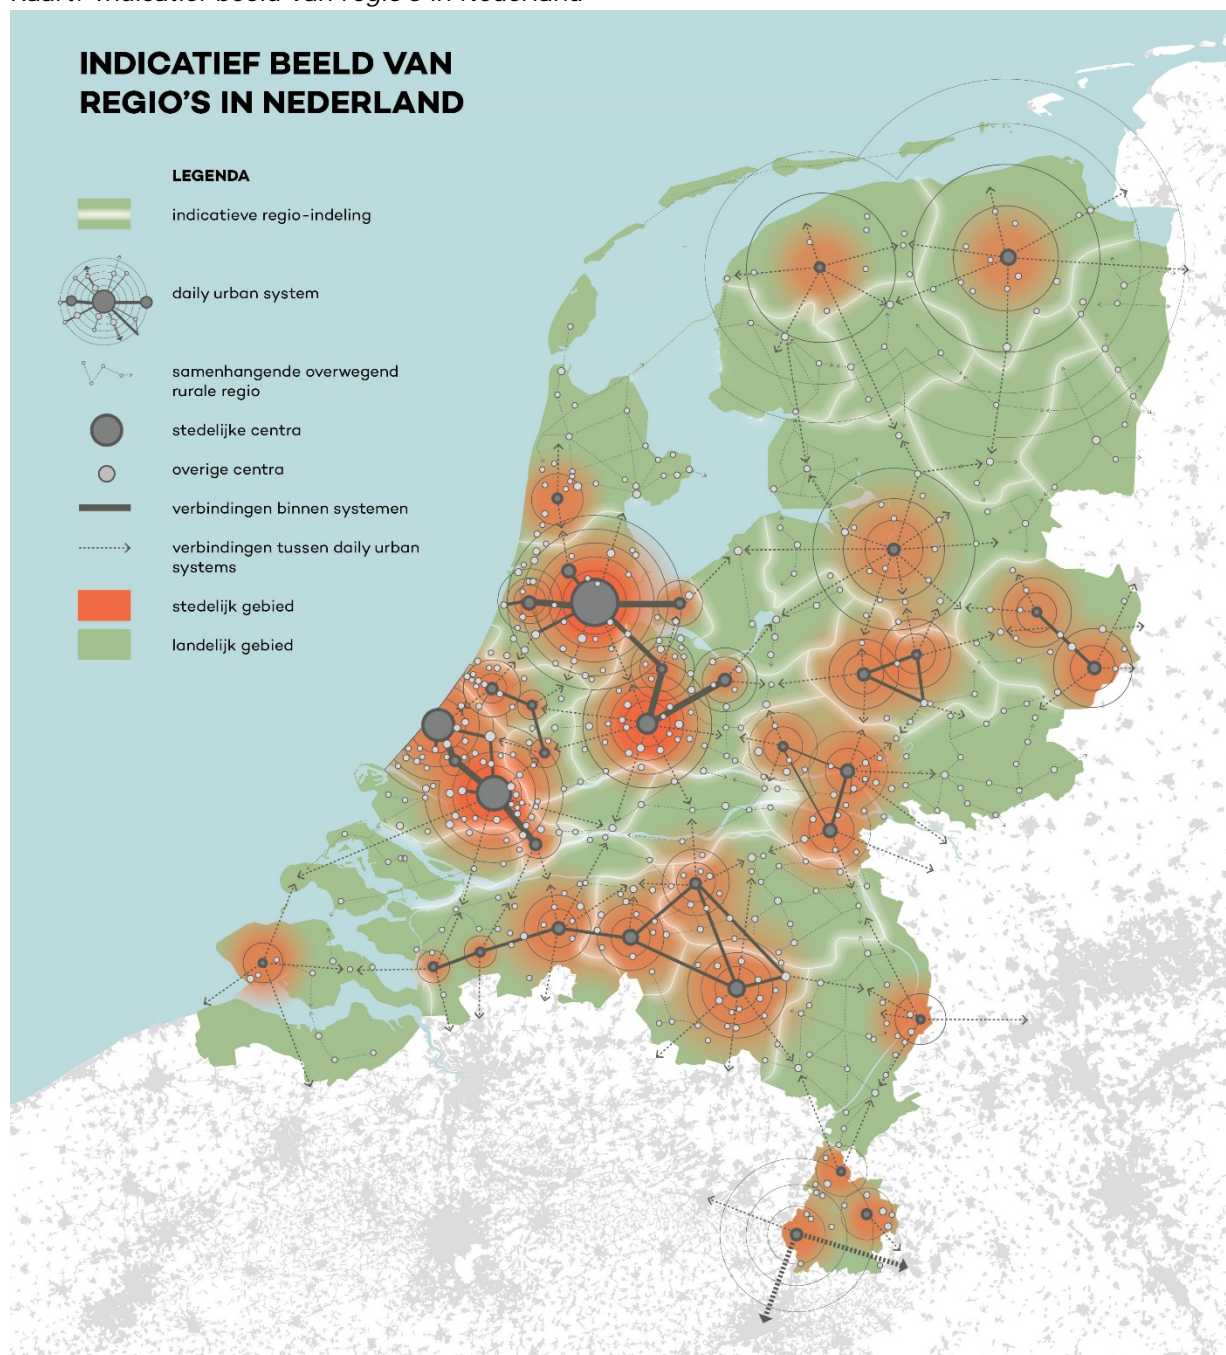 INDICATIEF BEELD VAN
REGIO'S IN NEDERLAND
LEGENDA
indicatieve regio-indeling
daily urban system
samenhangende overwegend
rurale regio
stedelijke centra
overige centra
verbindingen binnen systemen
verbindingen tussen daily urban
systems
stedelijk gebied
landelijk gebied